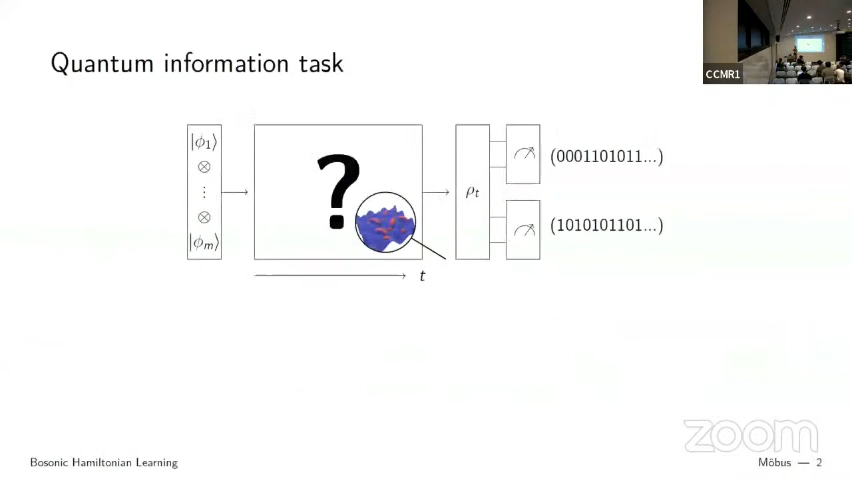 CCMR1
Quantum information task
|ϕ₁⟩
⊗
⋮
⊗
|ϕₘ⟩
?
ρₜ
(0001101011...)
(1010101101...)
t
zoom
Bosonic Hamiltonian Learning
Möbus — 2